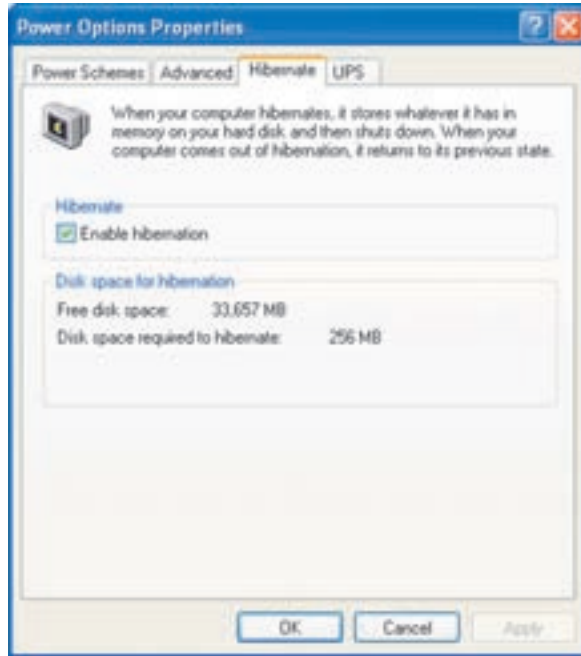 Power Options Properties
Power Schemes Advanced Hibernate UPS
When your computer hibernates, it stores whatever it has in
memory on your hard disk and then shuts down. When your
computer comes out of hibernation, it returns to its previous state.
Hibernate
Enable hibernation
Disk space for hibernation
Free disk space: 33,657 MB
Disk space required to hibernate: 256 MB
OK Cancel Apply